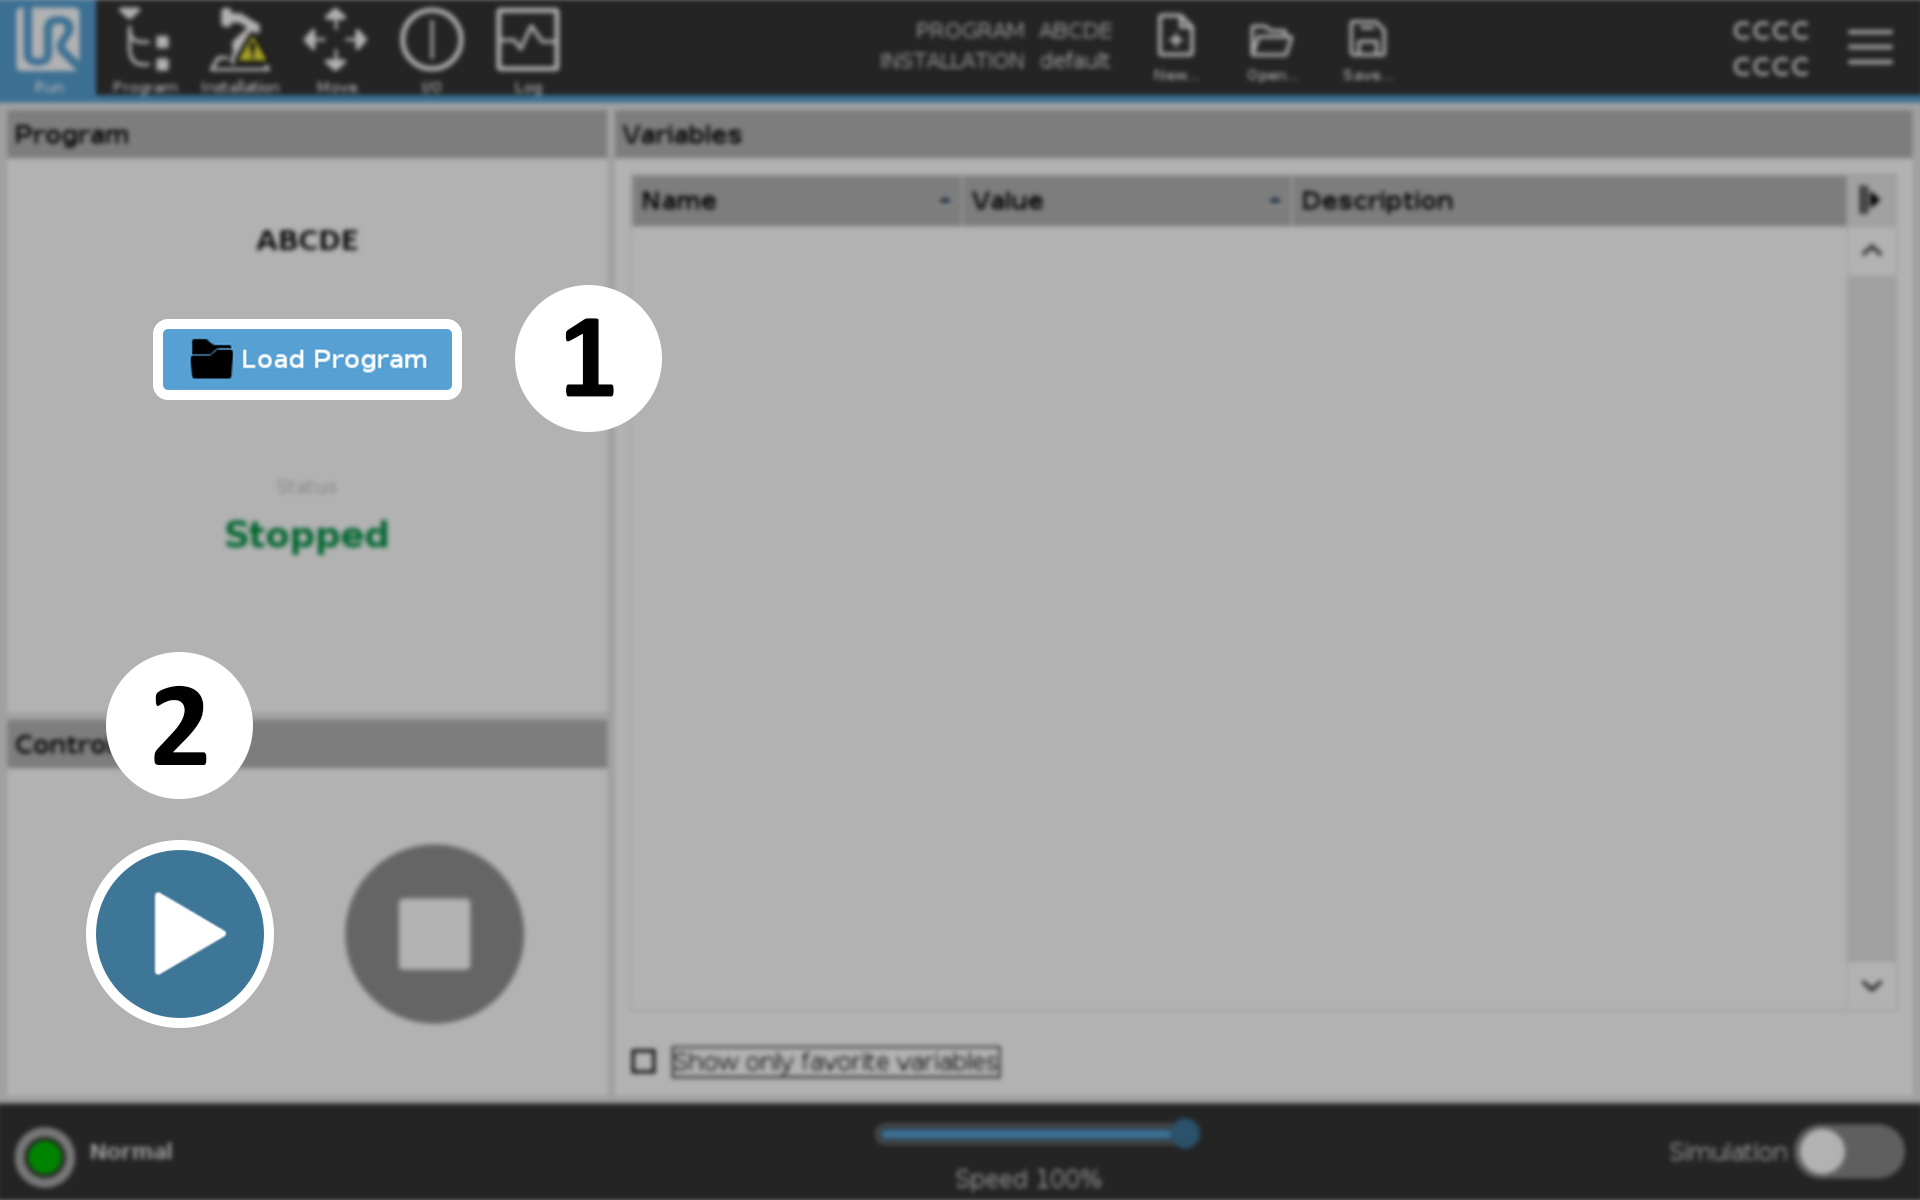 UR
Run
Program
Installation
Move
I/O
Log
PROGRAM ABCDE
INSTALLATION default
New...
Open...
Save...
CCCC
CCCC
Program
Variables
ABCDE
Name
Value
Description
Load Program
1
Status
Stopped
2
Contro
Show only favorite variables
Normal
Speed 100%
Simulation